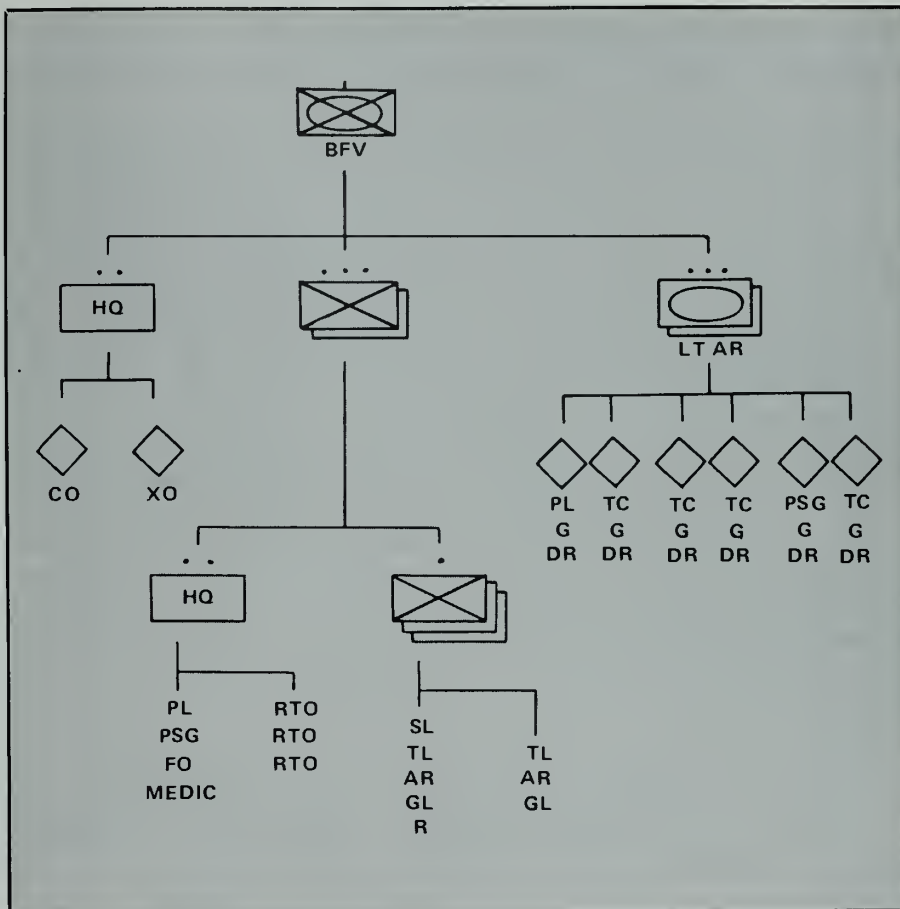 BFV
HQ
LT AR
CO XO
PL TC TC TC PSG TC
G G G G G G
DR DR DR DR DR DR
HQ
PL RTO
PSG RTO
FO RTO
MEDIC
SL
TL TL
AR AR
GL GL
R